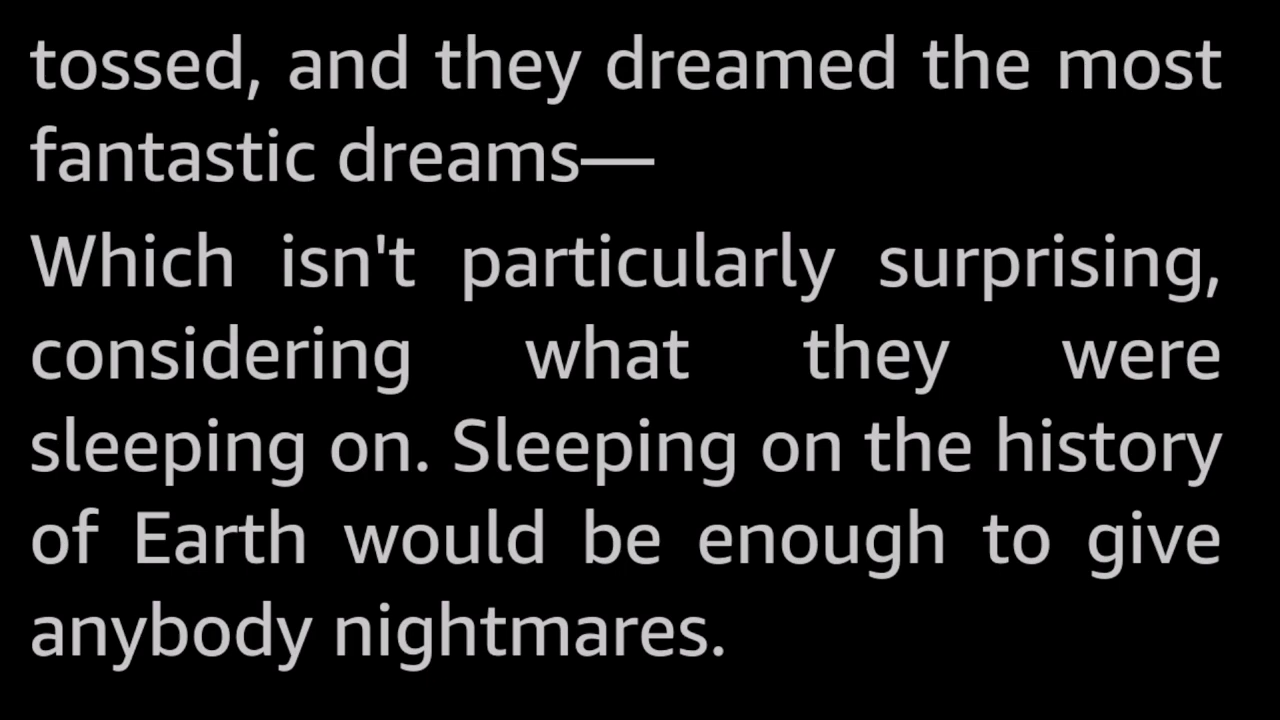 tossed, and they dreamed the most
fantastic dreams—
Which isn't particularly surprising,
considering what they were
sleeping on. Sleeping on the history
of Earth would be enough to give
anybody nightmares.